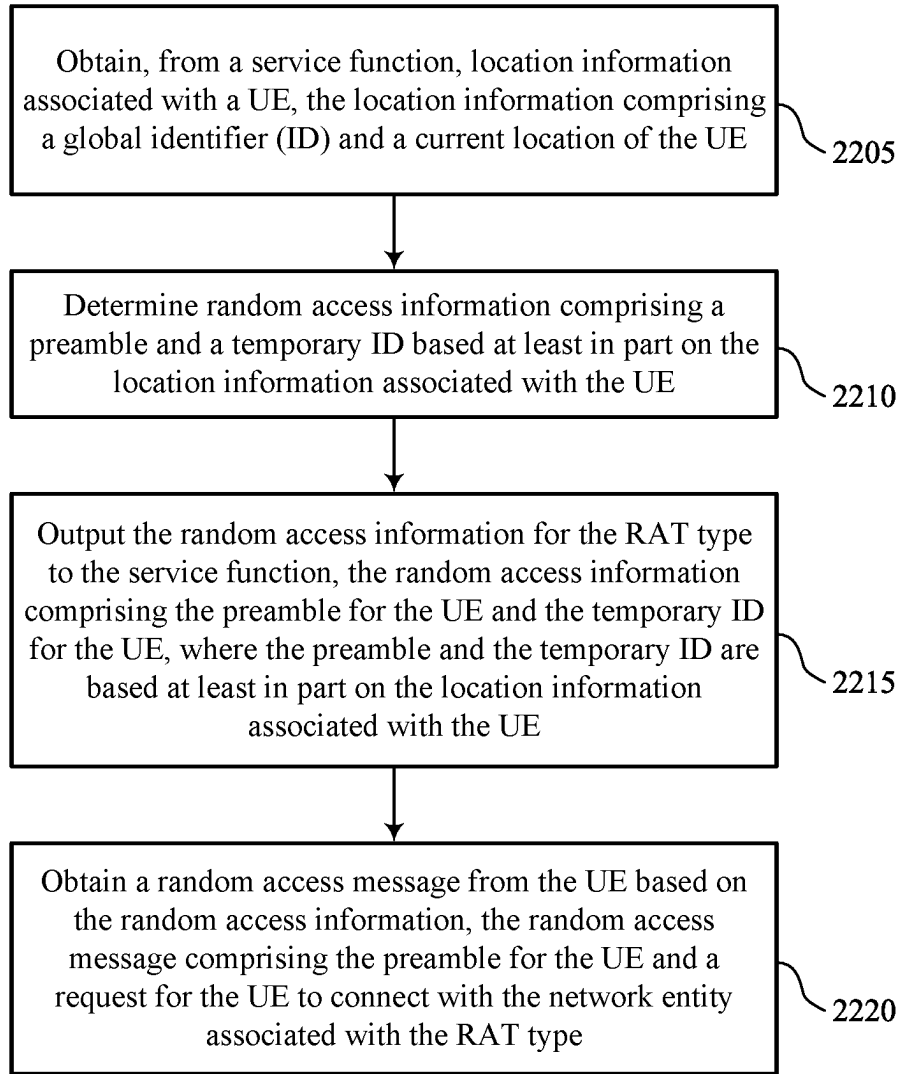 Obtain, from a service function, location information
associated with a UE, the location information comprising
a global identifier (ID) and a current location of the UE
2205
Determine random access information comprising a
preamble and a temporary ID based at least in part on the
location information associated with the UE
2210
Output the random access information for the RAT type
to the service function, the random access information
comprising the preamble for the UE and the temporary ID
for the UE, where the preamble and the temporary ID are
based at least in part on the location information
associated with the UE
2215
Obtain a random access message from the UE based on
the random access information, the random access
message comprising the preamble for the UE and a
request for the UE to connect with the network entity
associated with the RAT type
2220